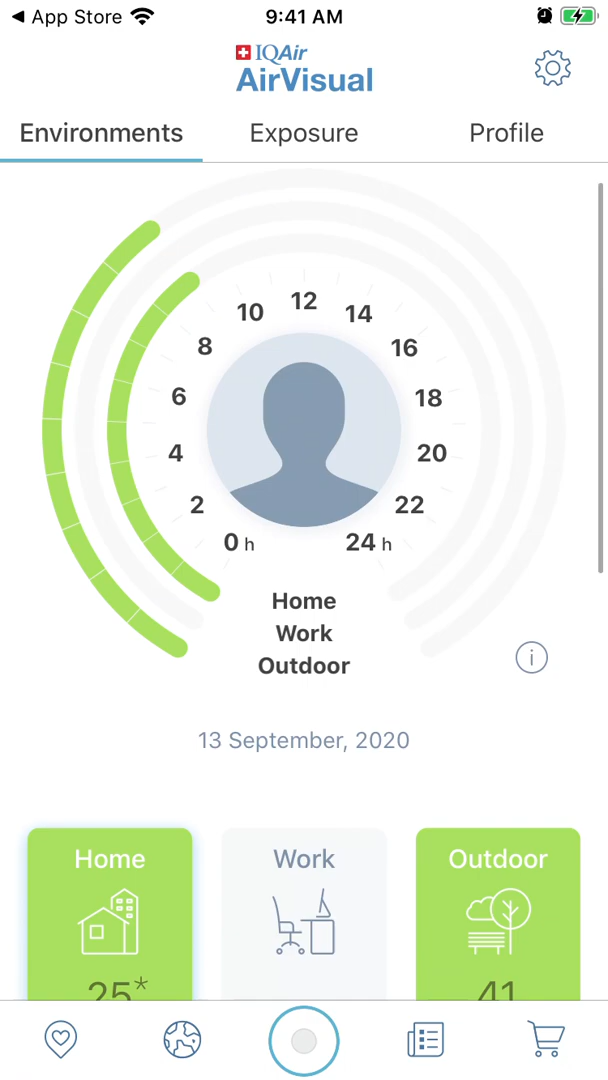 ◀ App Store 9:41 AM
IQAir
AirVisual
Environments Exposure Profile
12
10 14
8 16
6 18
4 20
2 22
0 h 24 h
Home
Work
Outdoor
i
13 September, 2020
Home Work Outdoor
25* 41